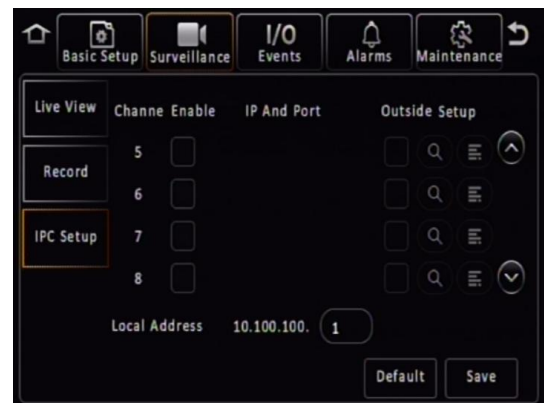 Basic Setup Surveillance I/O Events Alarms Maintenance
Live View
Record
IPC Setup
Channe Enable IP And Port Outside Setup
5
6
7
8
Local Address 10.100.100. 1
Default Save